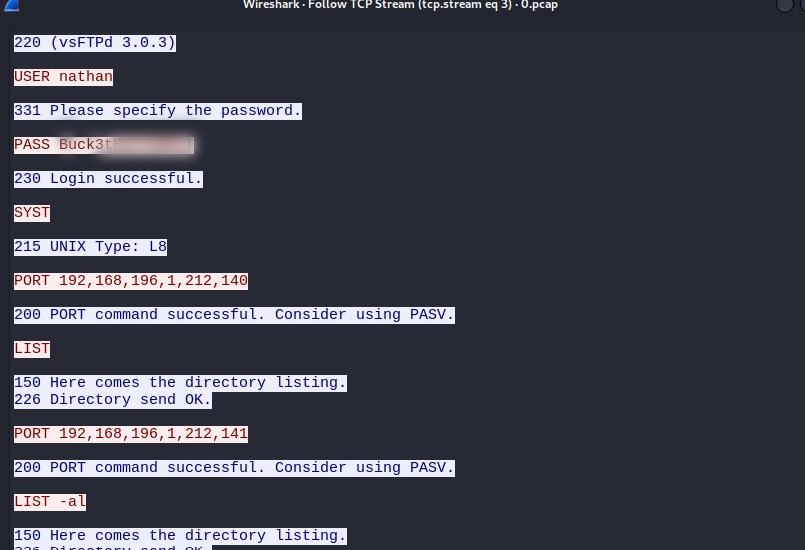 Wireshark · Follow TCP Stream (tcp.stream eq 3) · 0.pcap
220 (vsFTPd 3.0.3)
USER nathan
331 Please specify the password.
PASS
230 Login successful.
SYST
215 UNIX Type: L8
PORT 192,168,196,1,212,140
200 PORT command successful. Consider using PASV.
LIST
150 Here comes the directory listing.
226 Directory send OK.
PORT 192,168,196,1,212,141
200 PORT command successful. Consider using PASV.
LIST -al
150 Here comes the directory listing.
226 Directory send OK.